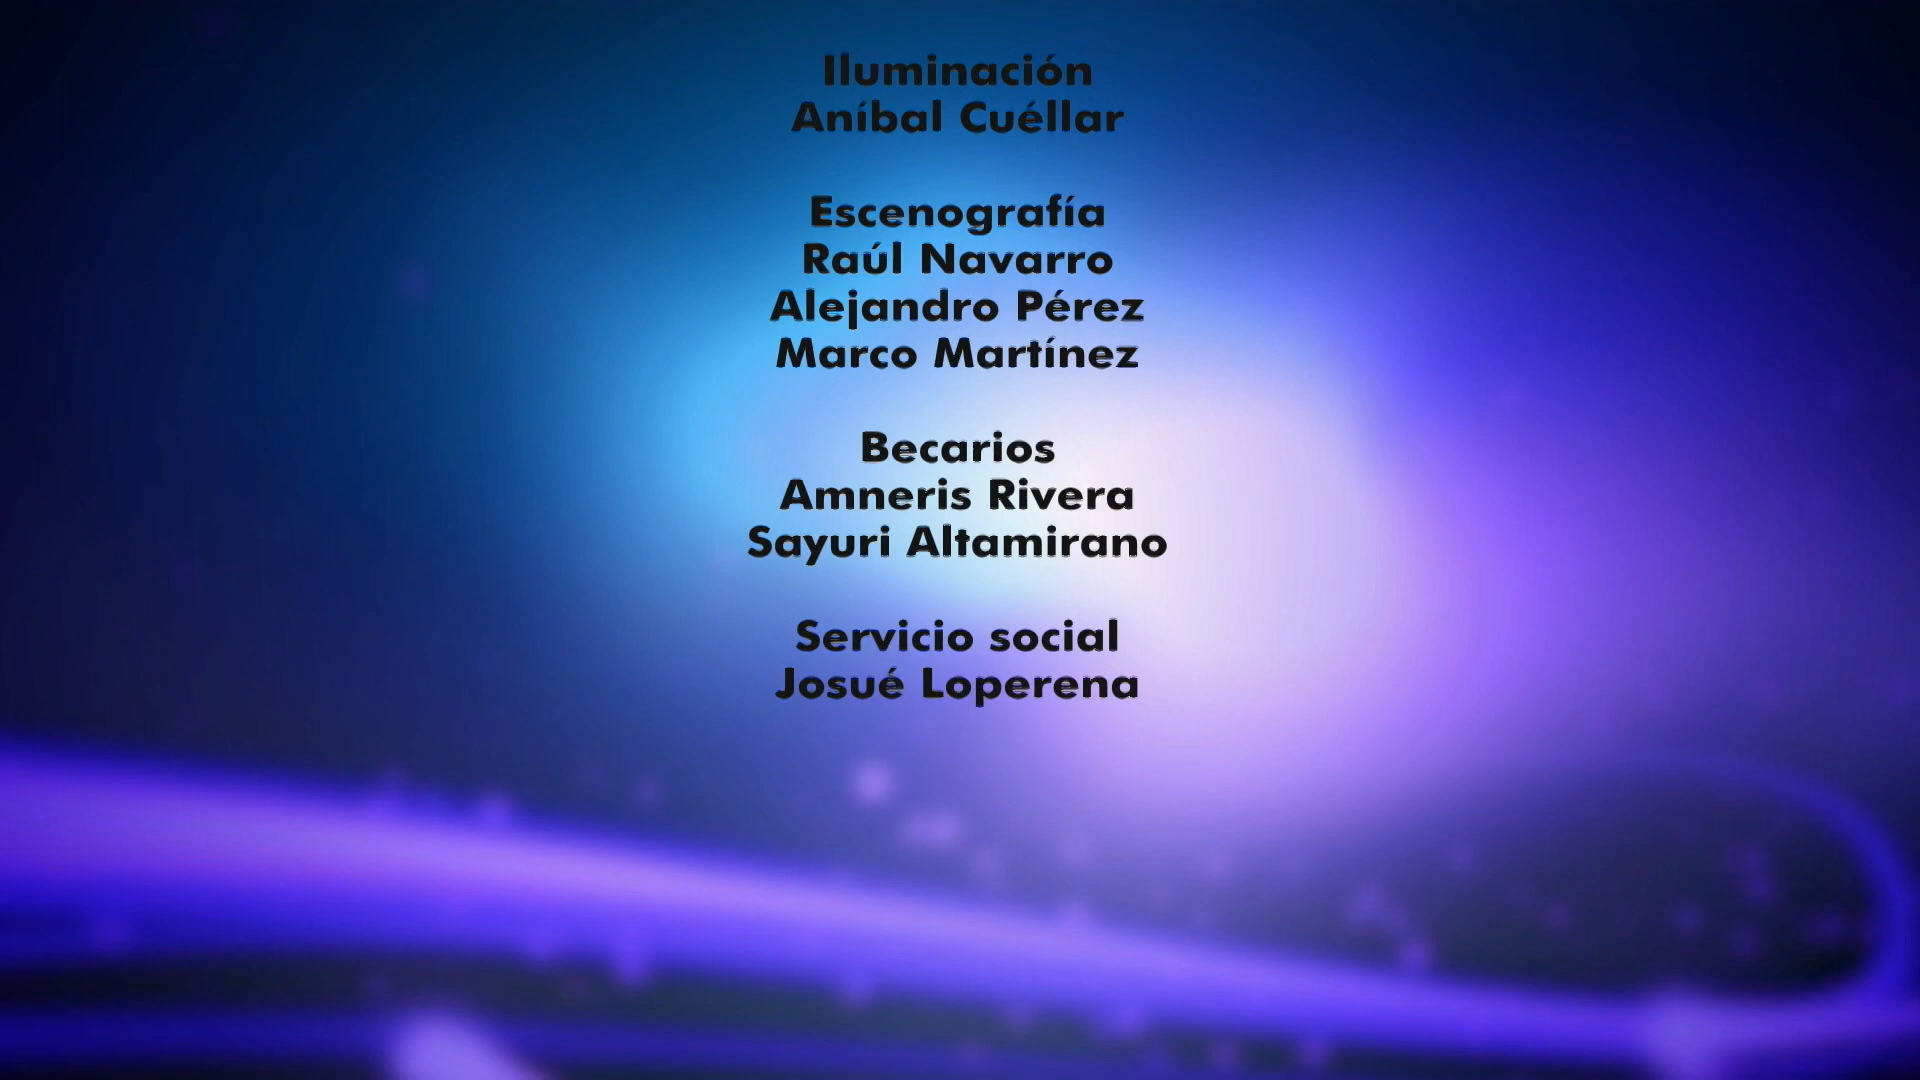 Iluminación
Aníbal Cuéllar
Escenografía
Raúl Navarro
Alejandro Pérez
Marco Martínez
Becarios
Amneris Rivera
Sayuri Altamirano
Servicio social
Josué Loperena